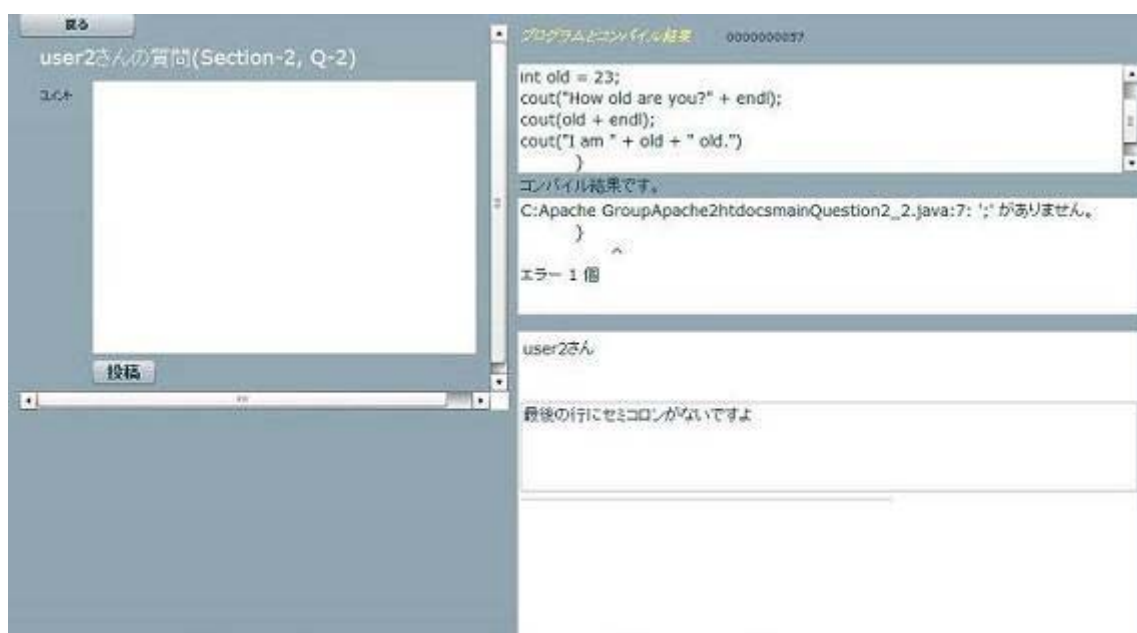 戻る
user2さんの質問(Section-2, Q-2)
コメント
投稿
プログラムとコンパイル結果 0000000057
int old = 23;
cout("How old are you?" + endl);
cout(old + endl);
cout("I am " + old + " old.")
}
コンパイル結果です。
C:Apache GroupApache2htdocsmainQuestion2_2.java:7: ';' がありません。
}
^
エラー 1 個
user2さん
最後の行にセミコロンがないですよ